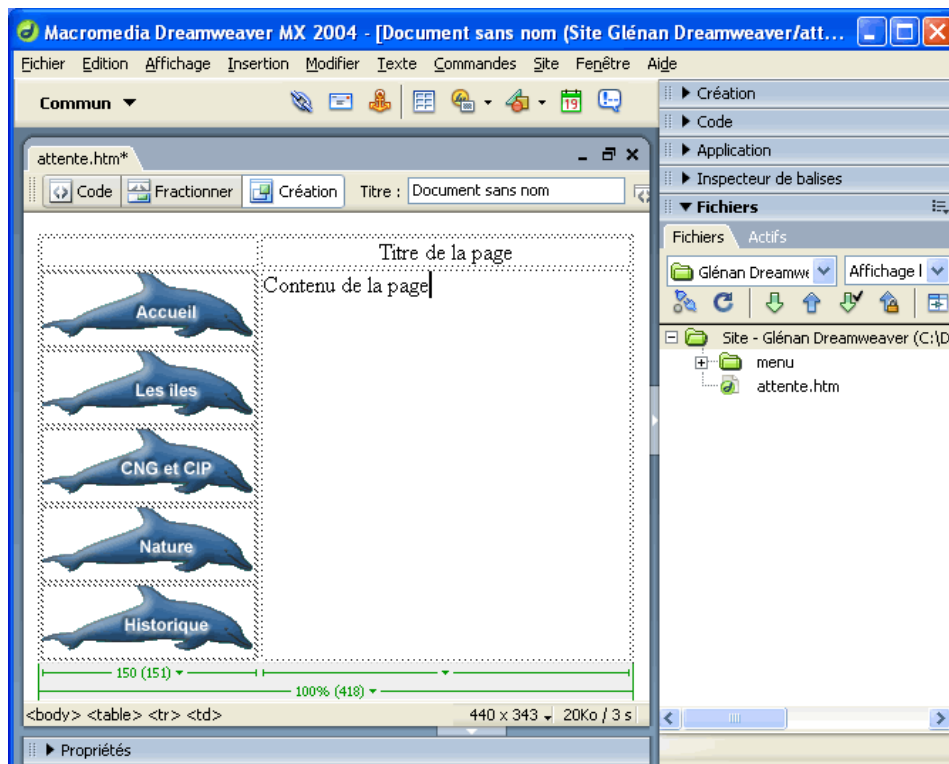 Macromedia Dreamweaver MX 2004 - [Document sans nom (Site Glénan Dreamweaver/att...
Fichier Edition Affichage Insertion Modifier Texte Commandes Site Fenêtre Aide
Commun
19
attente.htm*
Code Fractionner Création Titre : Document sans nom
Titre de la page
Contenu de la page
Accueil
Les îles
CNG et CIP
Nature
Historique
150 (151)
100% (418)
<body> <table> <tr> <td> 440 x 343 20Ko / 3 s
Propriétés
Création
Code
Application
Inspecteur de balises
Fichiers
Fichiers Actifs
Glénan Dreamwe Affichage l
Site - Glénan Dreamweaver (C:\D
menu
attente.htm